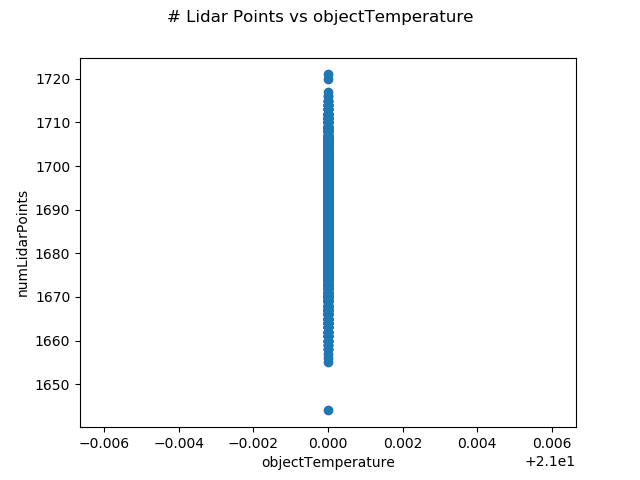 # Lidar Points vs objectTemperature
1720
1710
1700
1690
1680
1670
1660
1650
numLidarPoints
−0.006 −0.004 −0.002 0.000 0.002 0.004 0.006
+2.1e1
objectTemperature